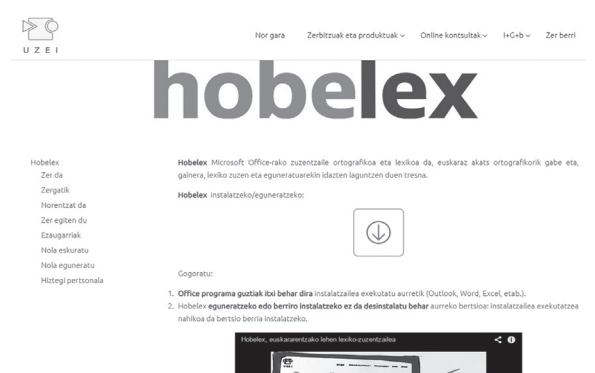 UZEI
Nor gara Zerbitzuak eta produktuak Online kontsultak I+G+b Zer berri
hobelex
Hobelex
Zer da
Zergatik
Norentzat da
Zer egiten du
Ezaugarriak
Nola eskuratu
Nola eguneratu
Hiztegi pertsonala
Hobelex Microsoft Office-rako zuzentzaile ortografikoa eta lexikoa da, euskaraz akats ortografikorik gabe eta,
gainera, lexiko zuzen eta eguneratuarekin idazten laguntzen duen tresna.
Hobelex instalatzeko/eguneratzeko:
Gogoratu:
1. Office programa guztiak itxi behar dira instalatzailea exekutatu aurretik (Outlook, Word, Excel, etab.).
2. Hobelex eguneratzeko edo berriro instalatzeko ez da desinstalatu behar aurreko bertsioa: instalatzailea exekutatzea
nahikoa da bertsio berria instalatzeko.
Hobelex, euskararentzako lehen lexiko-zuzentzailea